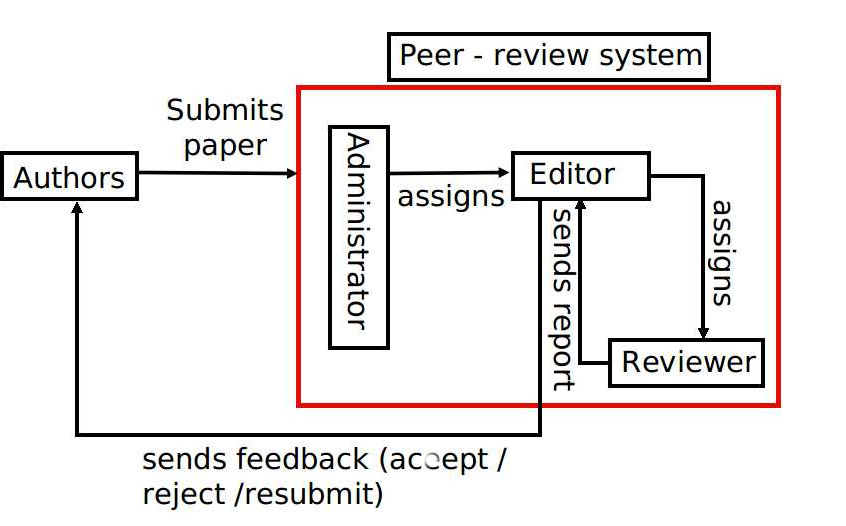 Peer - review system
Submits
paper
Authors
Administrator
assigns
Editor
assigns
sends report
Reviewer
sends feedback (accept /
reject /resubmit)